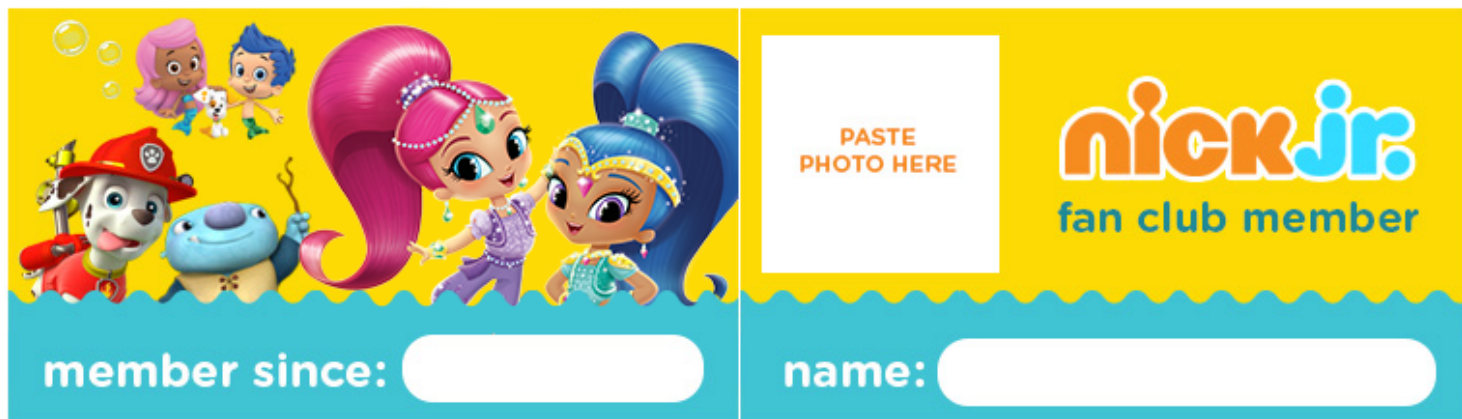 member since:
PASTE
PHOTO HERE
nick jr.
fan club member
name: